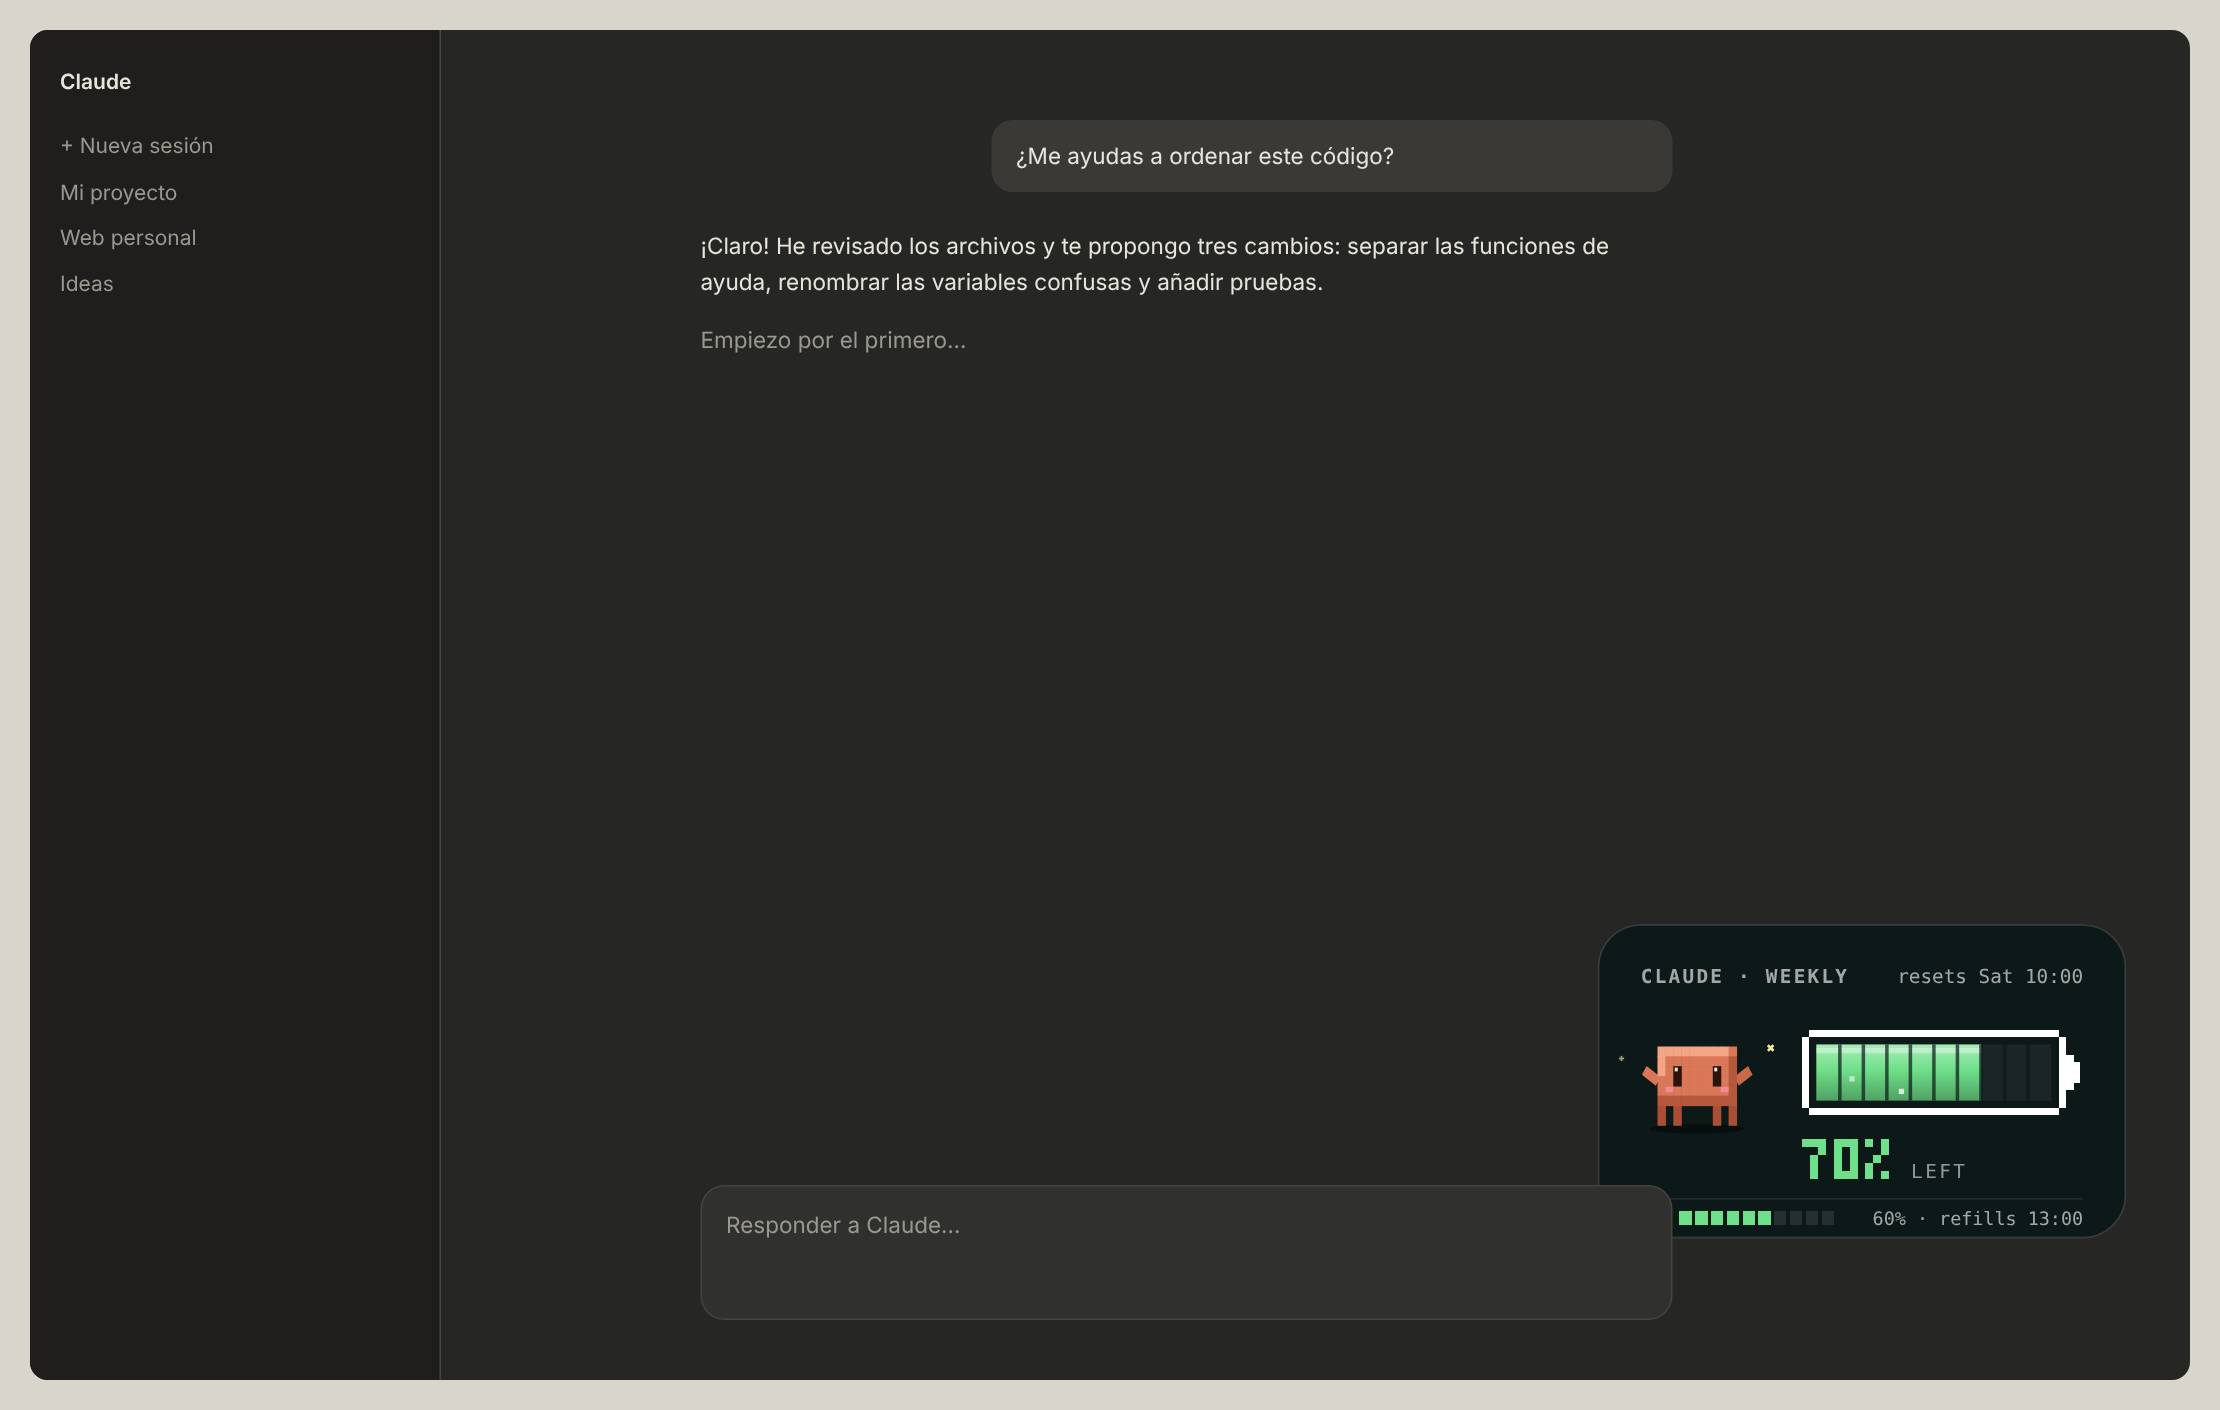 Claude
+ Nueva sesión
Mi proyecto
Web personal
Ideas
¿Me ayudas a ordenar este código?
¡Claro! He revisado los archivos y te propongo tres cambios: separar las funciones de
ayuda, renombrar las variables confusas y añadir pruebas.
Empiezo por el primero...
CLAUDE · WEEKLY
resets Sat 10:00
70% LEFT
60% · refills 13:00
Responder a Claude...